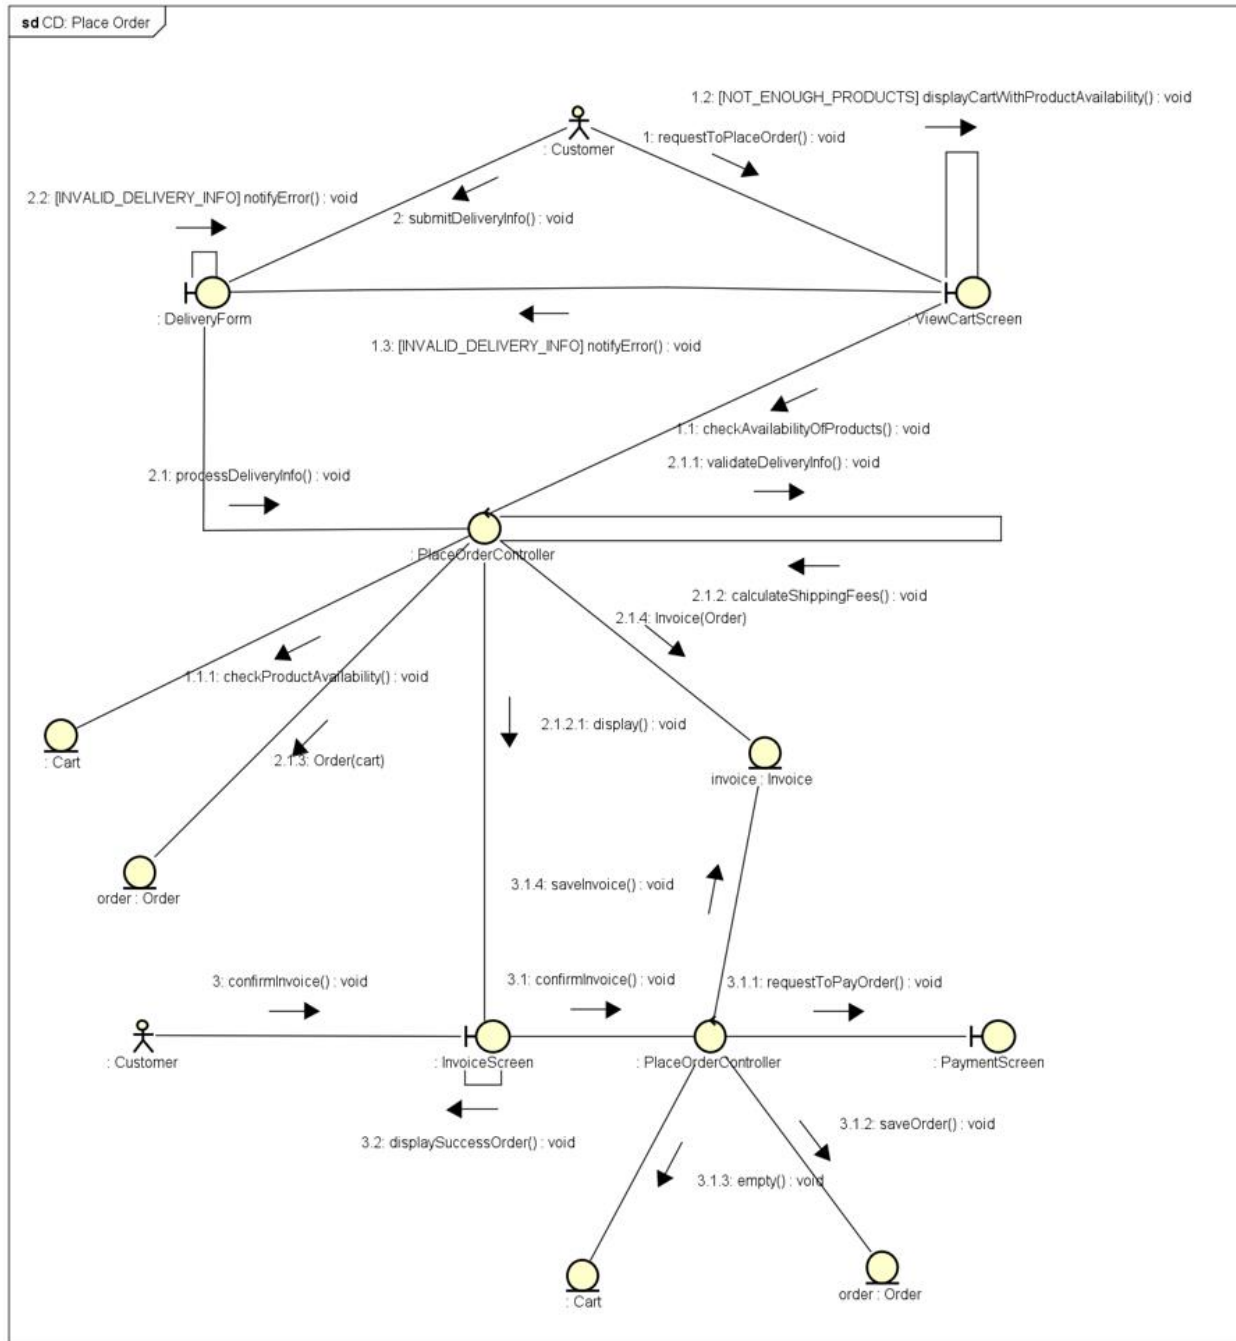 sd CD: Place Order
1.2: [NOT_ENOUGH_PRODUCTS] displayCartWithProductAvailability() : void
1: requestToPlaceOrder() : void
: Customer
2.2: [INVALID_DELIVERY_INFO] notifyError() : void
2: submitDeliveryInfo() : void
: DeliveryForm
: ViewCartScreen
1.3: [INVALID_DELIVERY_INFO] notifyError() : void
1.1: checkAvailabilityOfProducts() : void
2.1.1: validateDeliveryInfo() : void
2.1: processDeliveryInfo() : void
: PlaceOrderController
2.1.2: calculateShippingFees() : void
2.1.4: Invoice(Order)
1.1.1: checkProductAvailability() : void
2.1.2.1: display() : void
2.1.3: Order(cart)
: Cart
invoice : Invoice
3.1.4: saveInvoice() : void
order : Order
3: confirmInvoice() : void
3.1: confirmInvoice() : void
3.1.1: requestToPayOrder() : void
: Customer
: InvoiceScreen
: PlaceOrderController
: PaymentScreen
3.1.2: saveOrder() : void
3.2: displaySuccessOrder() : void
3.1.3: empty() : void
: Cart
order : Order